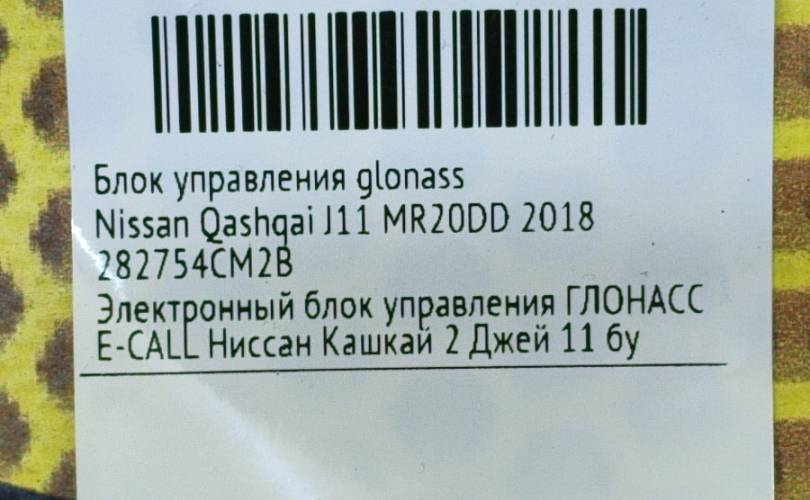 Блок управления glonass
Nissan Qashqai J11 MR20DD 2018
282754CM2B
Электронный блок управления ГЛОНАСС
E-CALL Ниссан Кашкай 2 Джей 11 бу